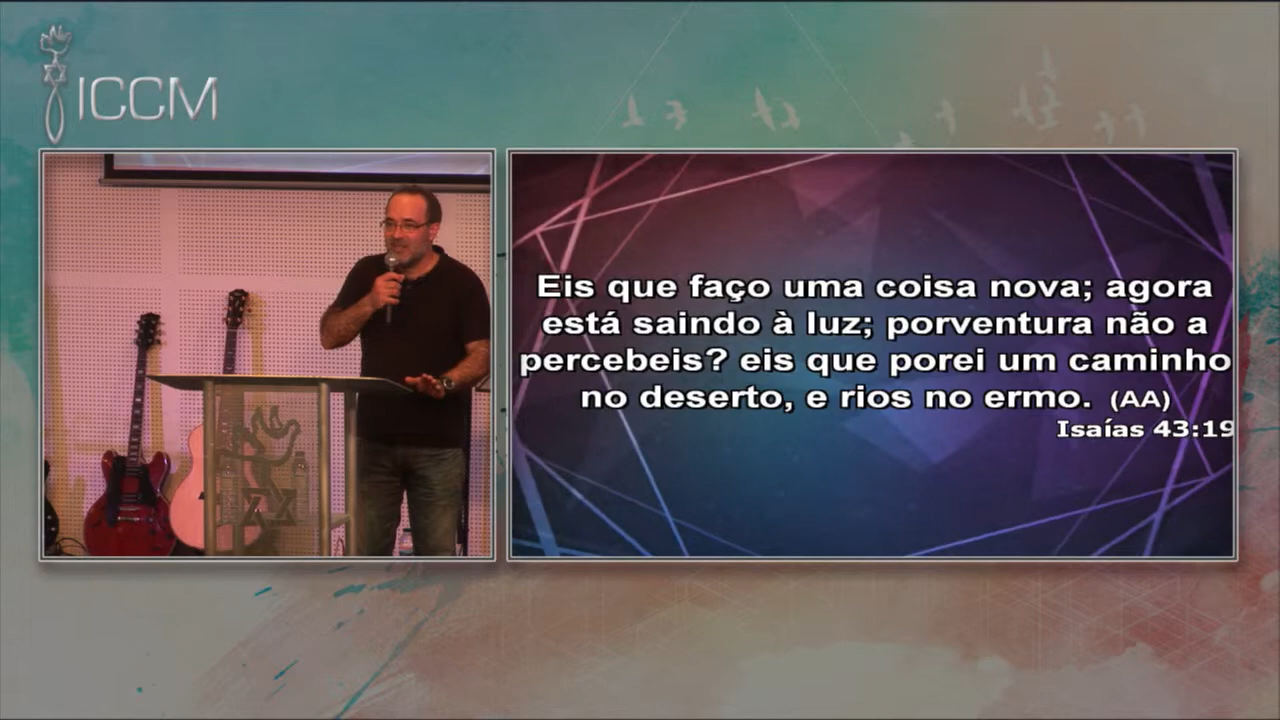 ICCM
Eis que faço uma coisa nova; agora
está saindo à luz; porventura não a
percebeis? eis que porei um caminho
no deserto, e rios no ermo. (AA)
Isaías 43:19